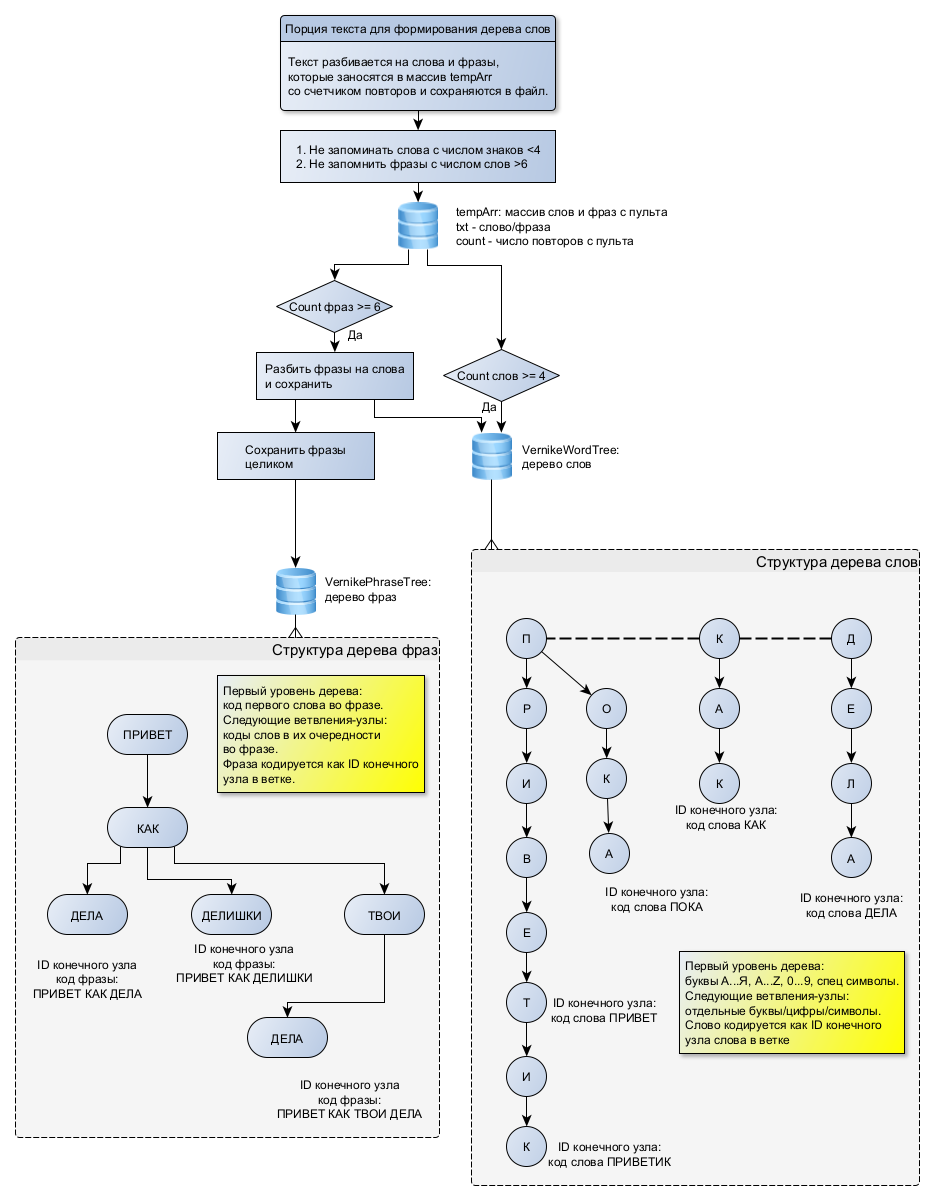 Порция текста для формирования дерева слов
Текст разбивается на слова и фразы,
которые заносятся в массив tempArr
со счетчиком повторов и сохраняются в файл.
1. Не запоминать слова с числом знаков <4
2. Не запомнить фразы с числом слов >6
tempArr: массив слов и фраз с пульта
txt - слово/фраза
count - число повторов с пульта
Count фраз >= 6
Да
Разбить фразы на слова
и сохранить
Count слов >= 4
Да
Сохранить фразы
целиком
VernikeWordTree:
дерево слов
VernikePhraseTree:
дерево фраз
Структура дерева фраз
Первый уровень дерева:
код первого слова во фразе.
Следующие ветвления-узлы:
коды слов в их очередности
во фразе.
Фраза кодируется как ID конечного
узла в ветке.
ПРИВЕТ
КАК
ДЕЛА
ДЕЛИШКИ
ТВОИ
ID конечного узла
код фразы:
ПРИВЕТ КАК ДЕЛА
ID конечного узла
код фразы:
ПРИВЕТ КАК ДЕЛИШКИ
ДЕЛА
ID конечного узла
код фразы:
ПРИВЕТ КАК ТВОИ ДЕЛА
Структура дерева слов
П
К
Д
Р
О
А
Е
И
К
К
Л
ID конечного узла:
код слова КАК
В
А
А
ID конечного узла:
код слова ПОКА
ID конечного узла:
код слова ДЕЛА
Е
Т
ID конечного узла:
код слова ПРИВЕТ
И
К
ID конечного узла:
код слова ПРИВЕТИК
Первый уровень дерева:
буквы А...Я, A...Z, 0...9, спец символы.
Следующие ветвления-узлы:
отдельные буквы/цифры/символы.
Слово кодируется как ID конечного
узла слова в ветке